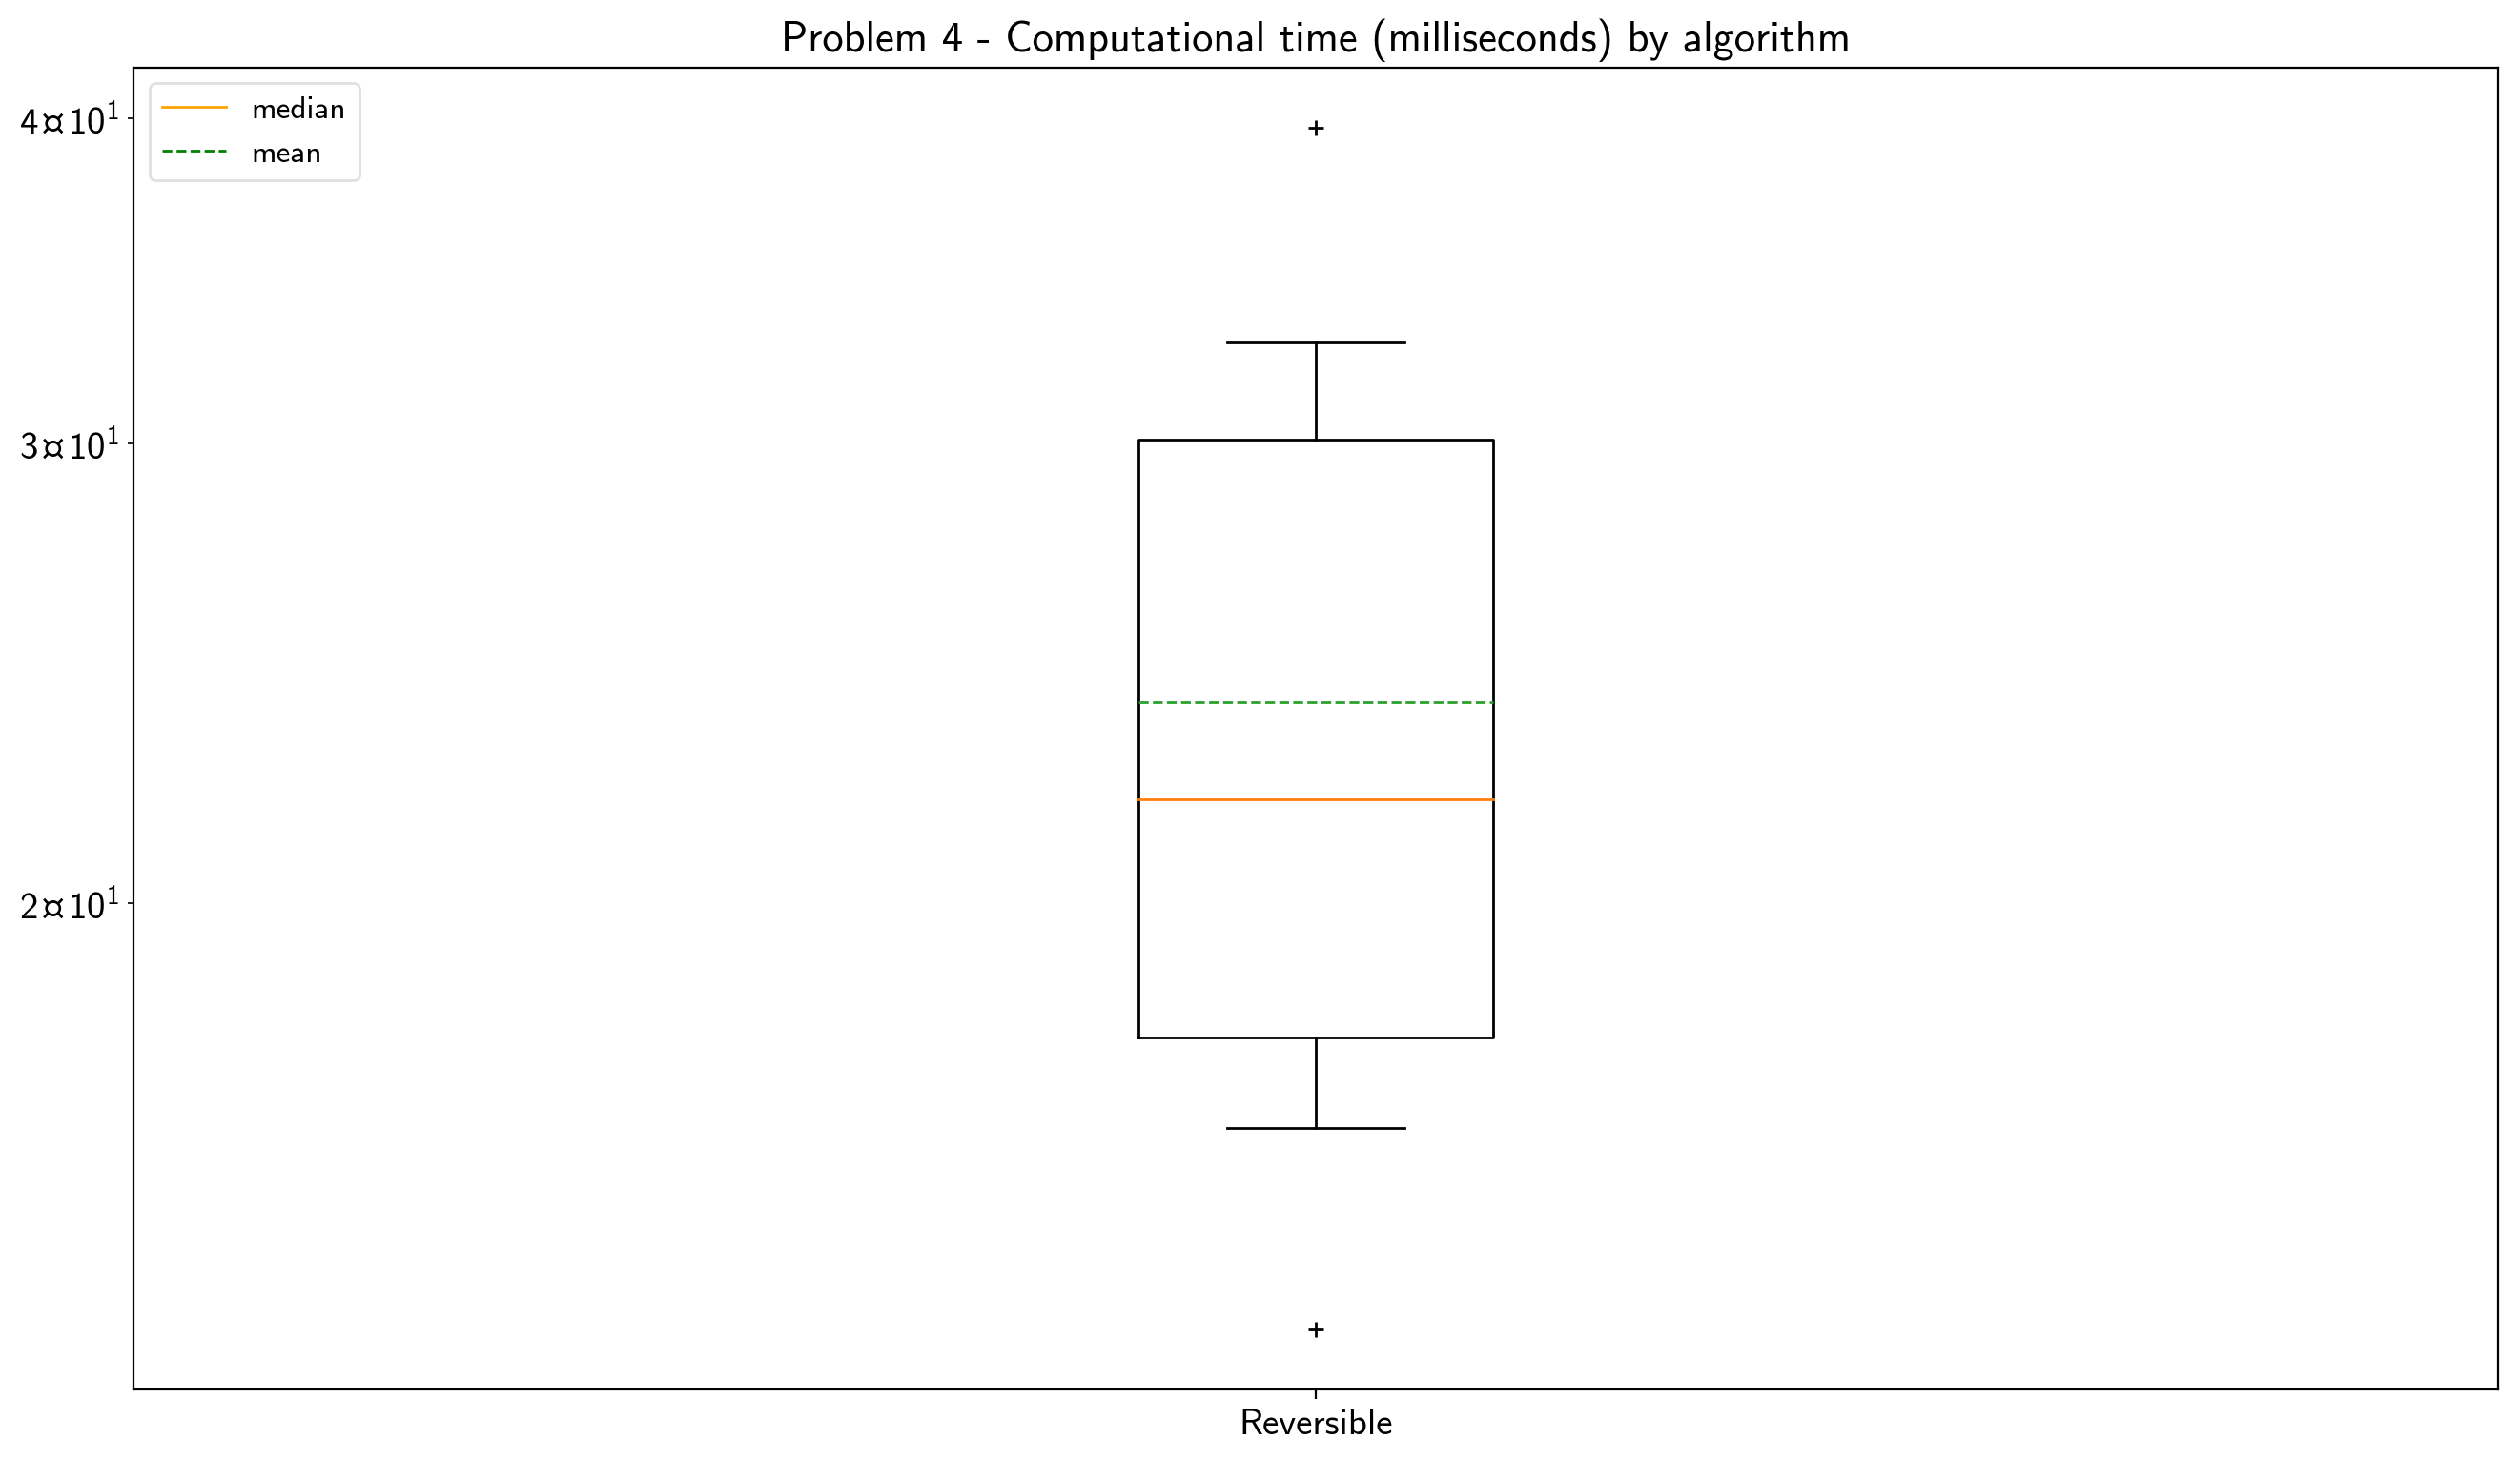 Problem 4 - Computational time (milliseconds) by algorithm
median
mean
4¤10¹
3¤10¹
2¤10¹
Reversible